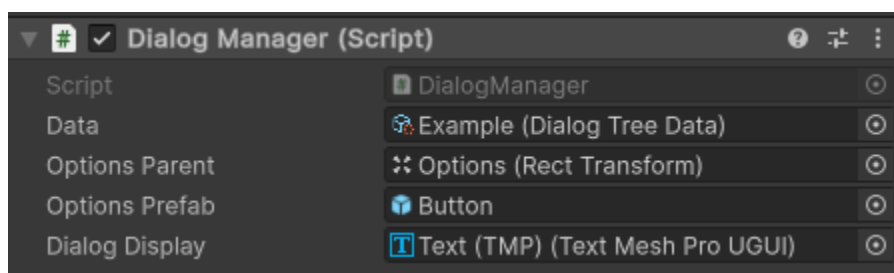 # Dialog Manager (Script)
Script # DialogManager
Data Example (Dialog Tree Data)
Options Parent Options (Rect Transform)
Options Prefab Button
Dialog Display T Text (TMP) (Text Mesh Pro UGUI)